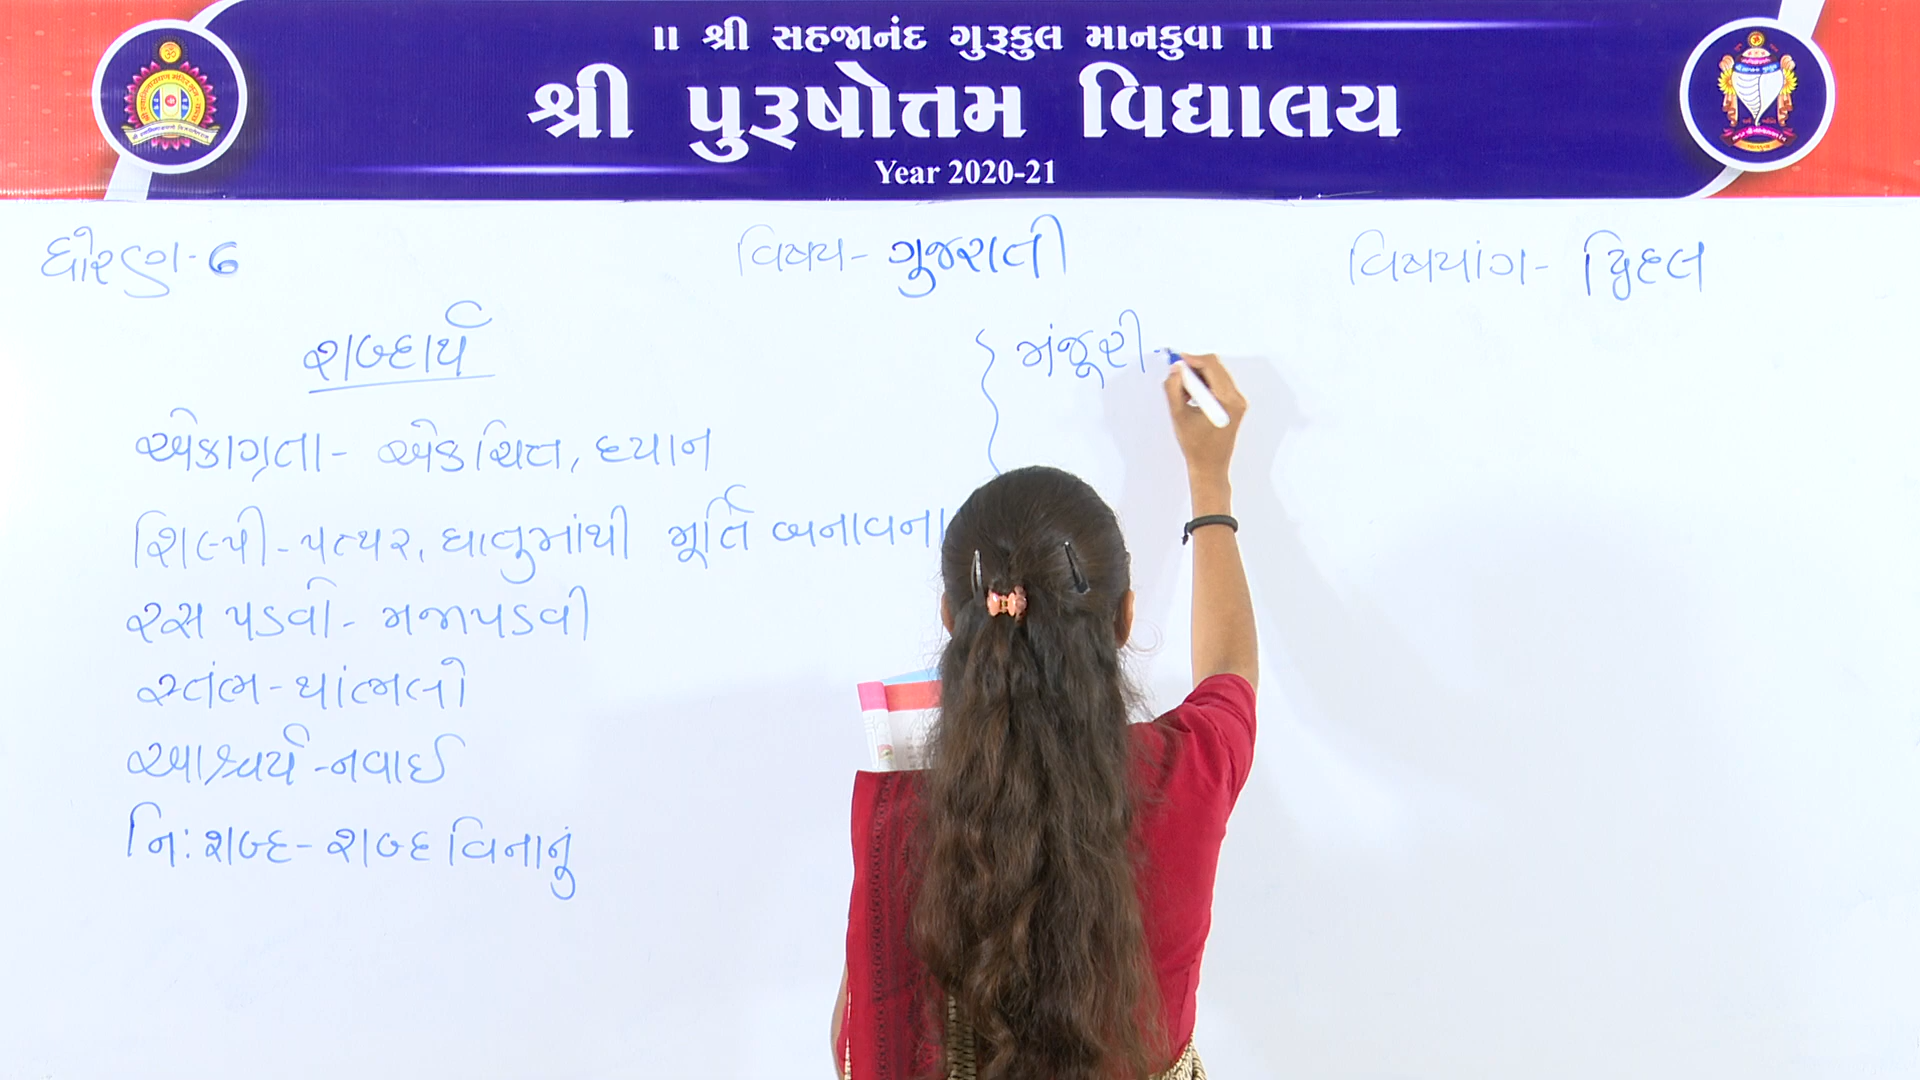 ॥ શ્રી સહજાનંદ ગુરૂકુલ માનકુવા ॥
શ્રી પુરૂષોતમ વિદ્યાલય
Year 2020-21
ધોરણ - 6
વિષય - ગુજરાતી
વિષયાંગ - દ્વિદલ
શબ્દાર્થ
એકાગ્રતા - એકચિત્ત, ધ્યાન
શિલ્પી - પત્થર, ધાતુમાંથી મૂર્તિ બનાવના
રસ પડવો - મજા પડવી
સ્તંભ - થાંભલો
આશ્ચર્ય - નવાઈ
નિ:શબ્દ - શબ્દ વિનાનું
મંજૂરી -